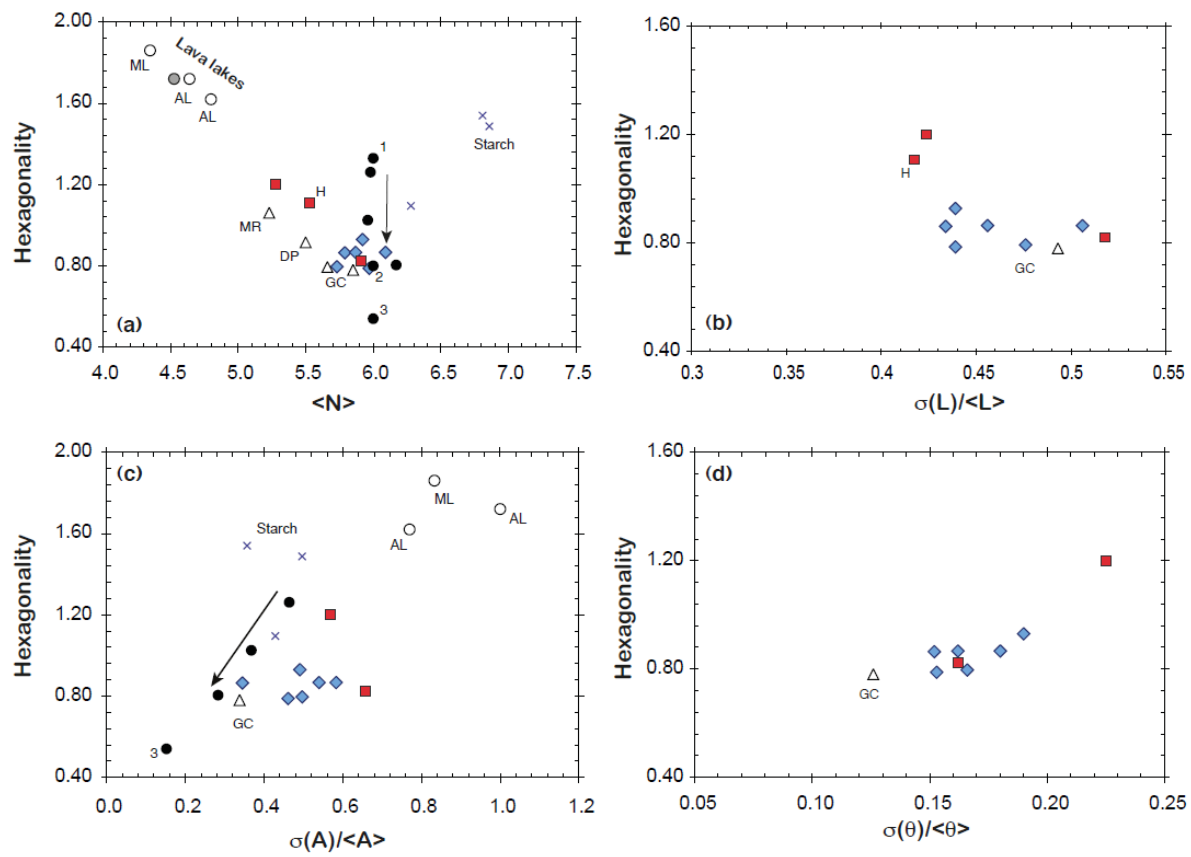 2.00
1.60
1.20
0.80
0.40
Hexagonality
ML
Lava lakes
AL
AL
1
Starch
H
MR
DP
GC
2
3
(a)
4.0 4.5 5.0 5.5 6.0 6.5 7.0 7.5
<N>
1.60
1.20
0.80
0.40
Hexagonality
H
GC
(b)
0.3 0.4 0.5 0.55
σ(L)/<L>
2.00
1.60
1.20
0.80
0.40
Hexagonality
(c)
ML
AL
AL
Starch
GC
3
0.0 0.2 0.4 0.6 0.8 1.0 1.2
σ(A)/<A>
1.60
1.20
0.80
0.40
Hexagonality
(d)
GC
0.05 0.10 0.15 0.20 0.25
σ(θ)/<θ>